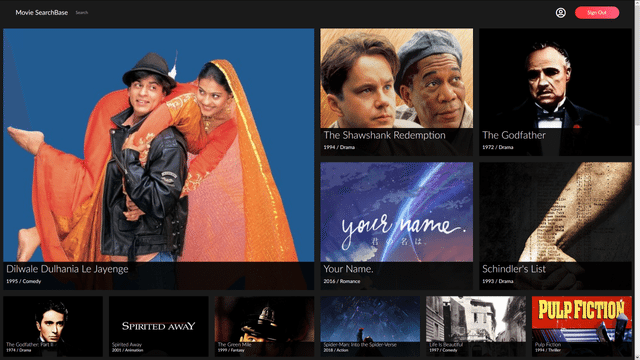 Movie SearchBase
Search
Sign Out
The Shawshank Redemption
1994 / Drama
The Godfather
1972 / Drama
Dilwale Dulhania Le Jayenge
1995 / Comedy
your name.
君の名は。
Your Name.
2016 / Romance
Schindler's List
1993 / Drama
The Godfather: Part II
1974 / Drama
SPIRITED AWAY
Spirited Away
2001 / Animation
The Green Mile
1999 / Fantasy
Spider-Man: Into the Spider-Verse
2018 / Action
Life Is Beautiful
1997 / Comedy
PULP FICTION
Pulp Fiction
1994 / Thriller